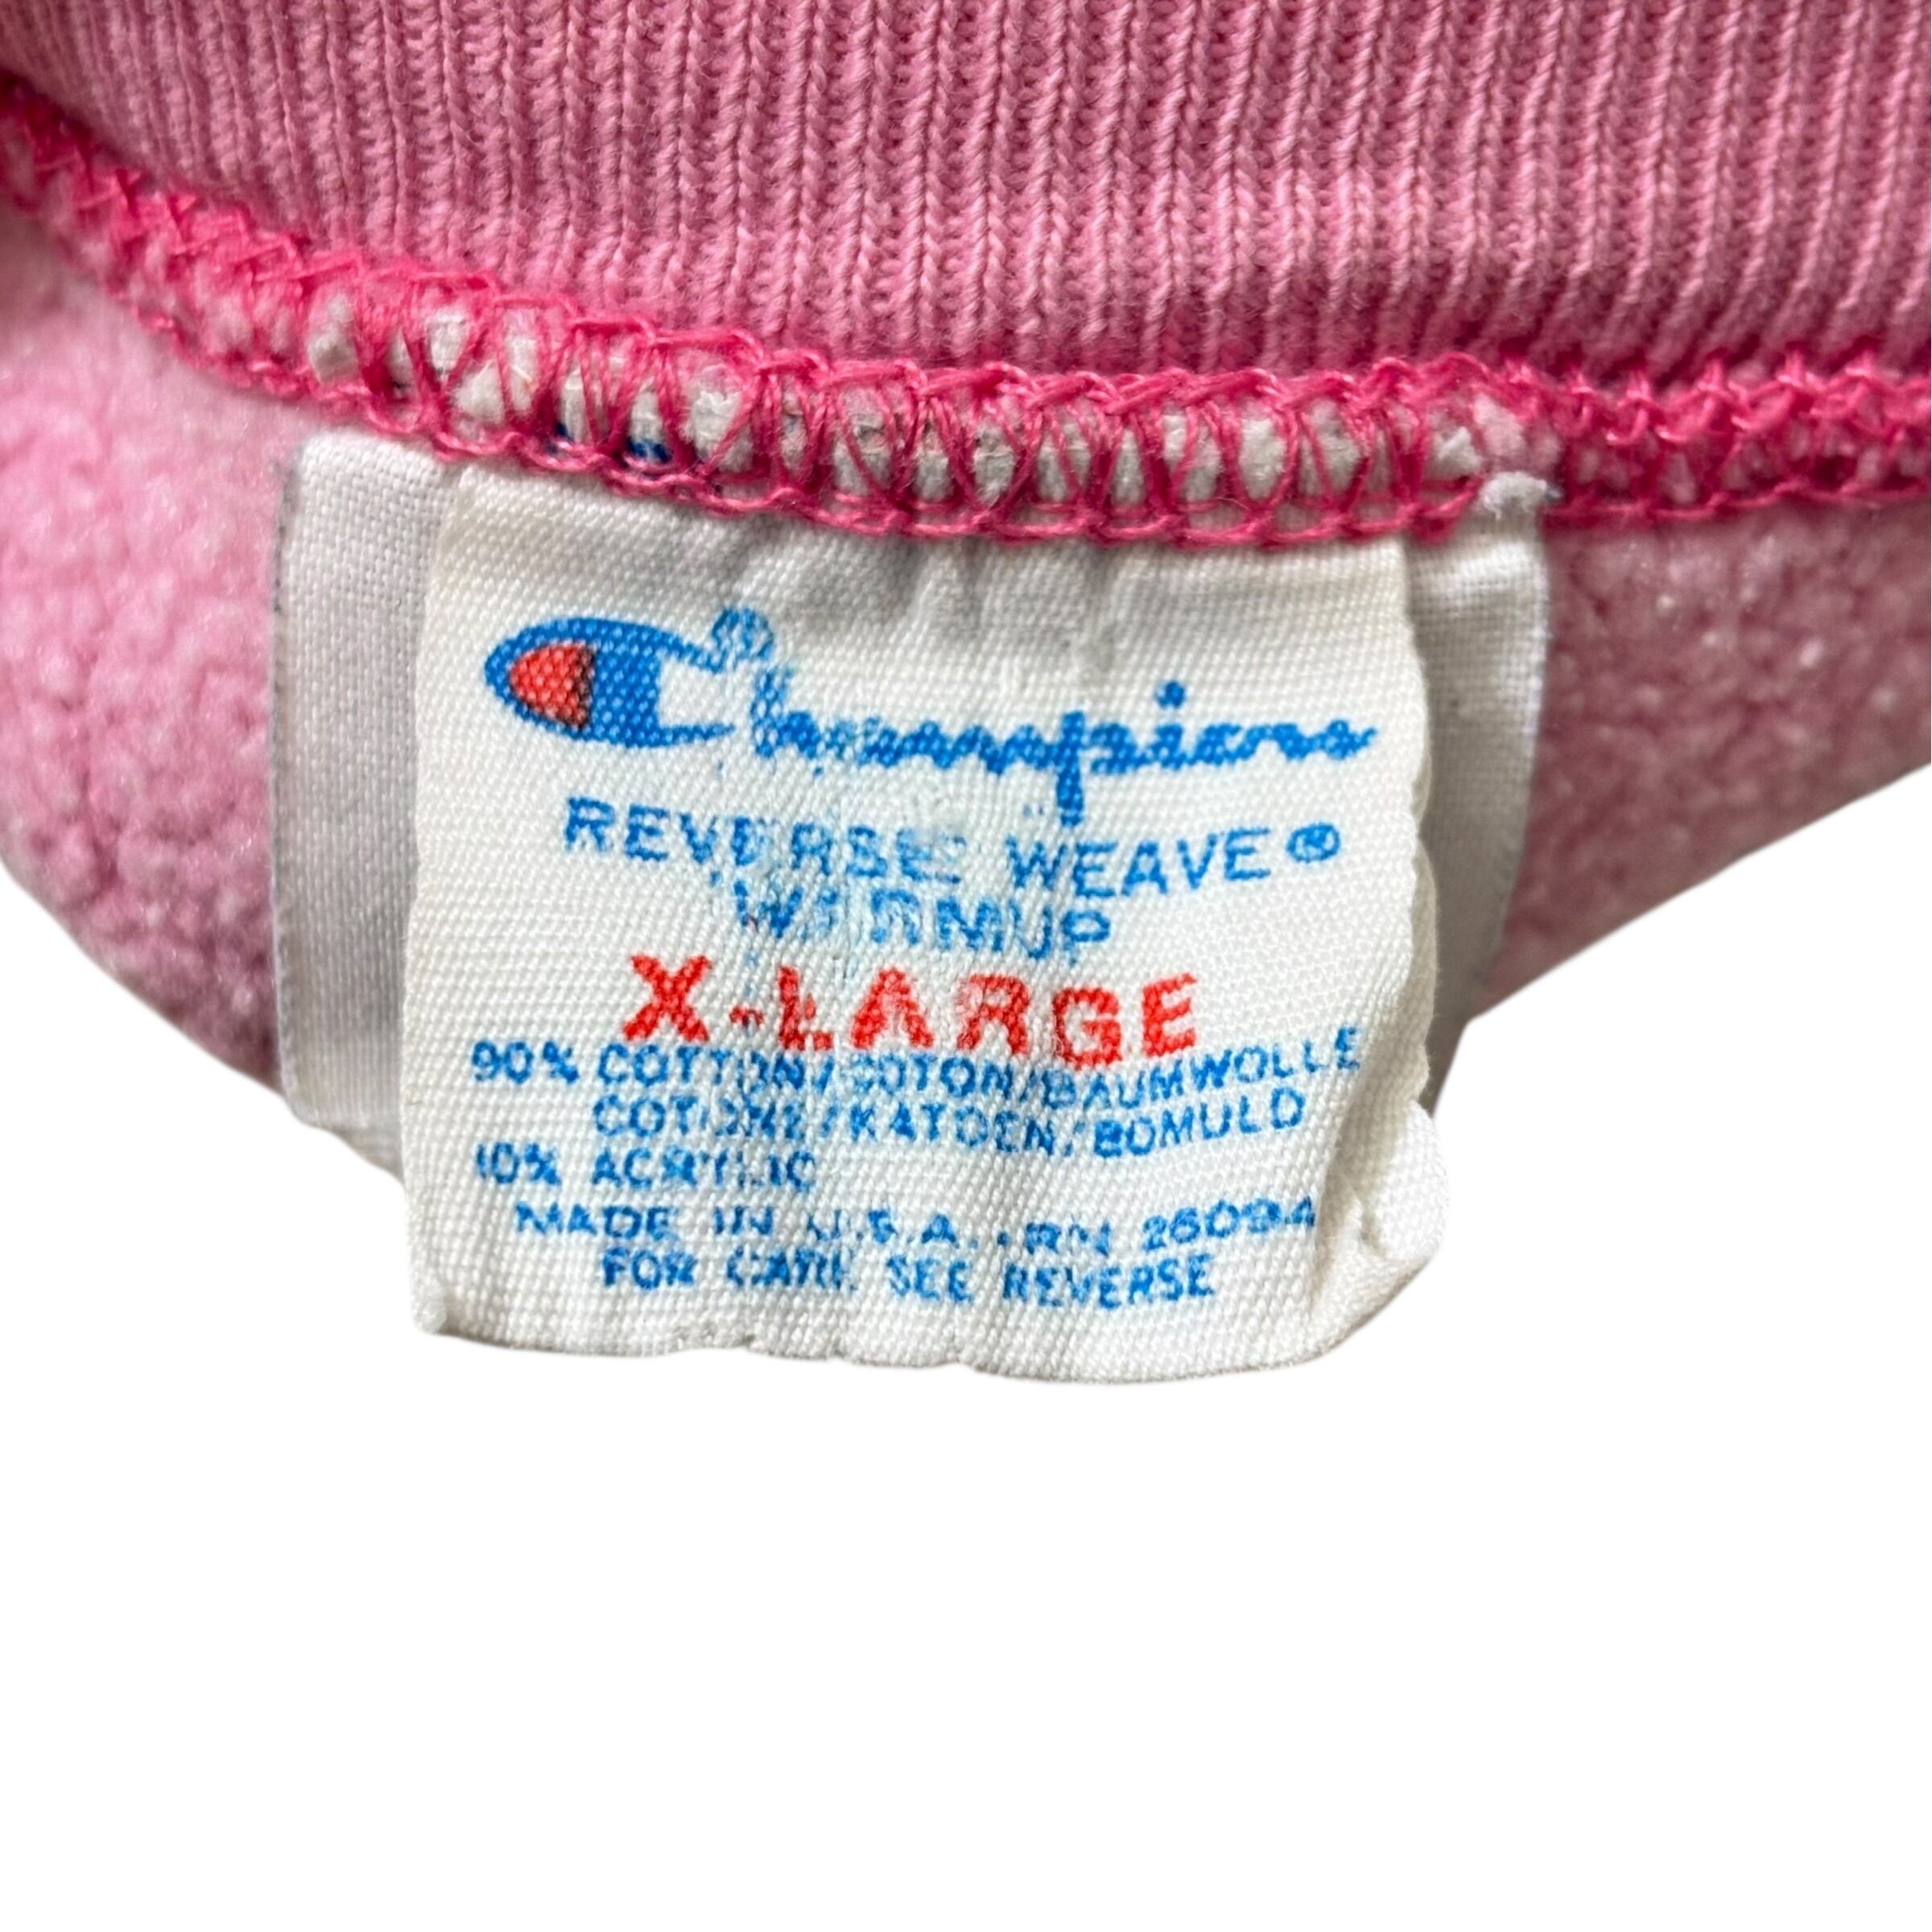 Champion
REVERSE WEAVE®
WARMUP
X-LARGE
90% COTTON/COTON/BAUMWOLLE
COTONE/KATOEN/BOMULD
10% ACRYLIC
MADE IN U.S.A. · RN 26094
FOR CARE SEE REVERSE